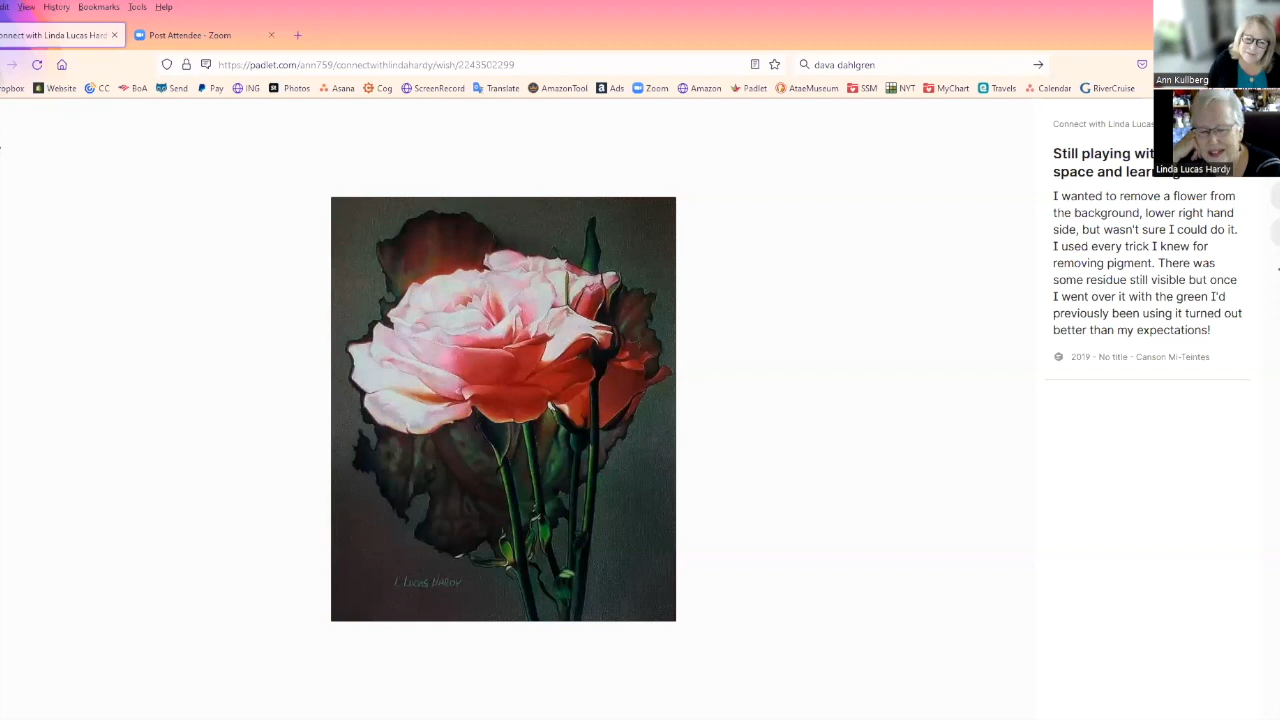 dit View History Bookmarks Tools Help
onnect with Linda Lucas Hard × Post Attendee - Zoom × +
https://padlet.com/ann759/connectwithlindahardy/wish/2243502299 dava dahlgren
ropbox Website CC BoA Send Pay ING Photos Asana Cog ScreenRec Translate AmazonTool Ads Zoom Amazon Padlet AtaeMuseum SSM NYT MyChart Travels Calendar RiverCruise
Ann Kullberg
Linda Lucas Hardy
Connect with Linda Lucas
Still playing wit
space and lear
I wanted to remove a flower from
the background, lower right hand
side, but wasn't sure I could do it.
I used every trick I knew for
removing pigment. There was
some residue still visible but once
I went over it with the green I'd
previously been using it turned out
better than my expectations!
2019 - No title - Canson Mi-Teintes
L Lucas Hardy